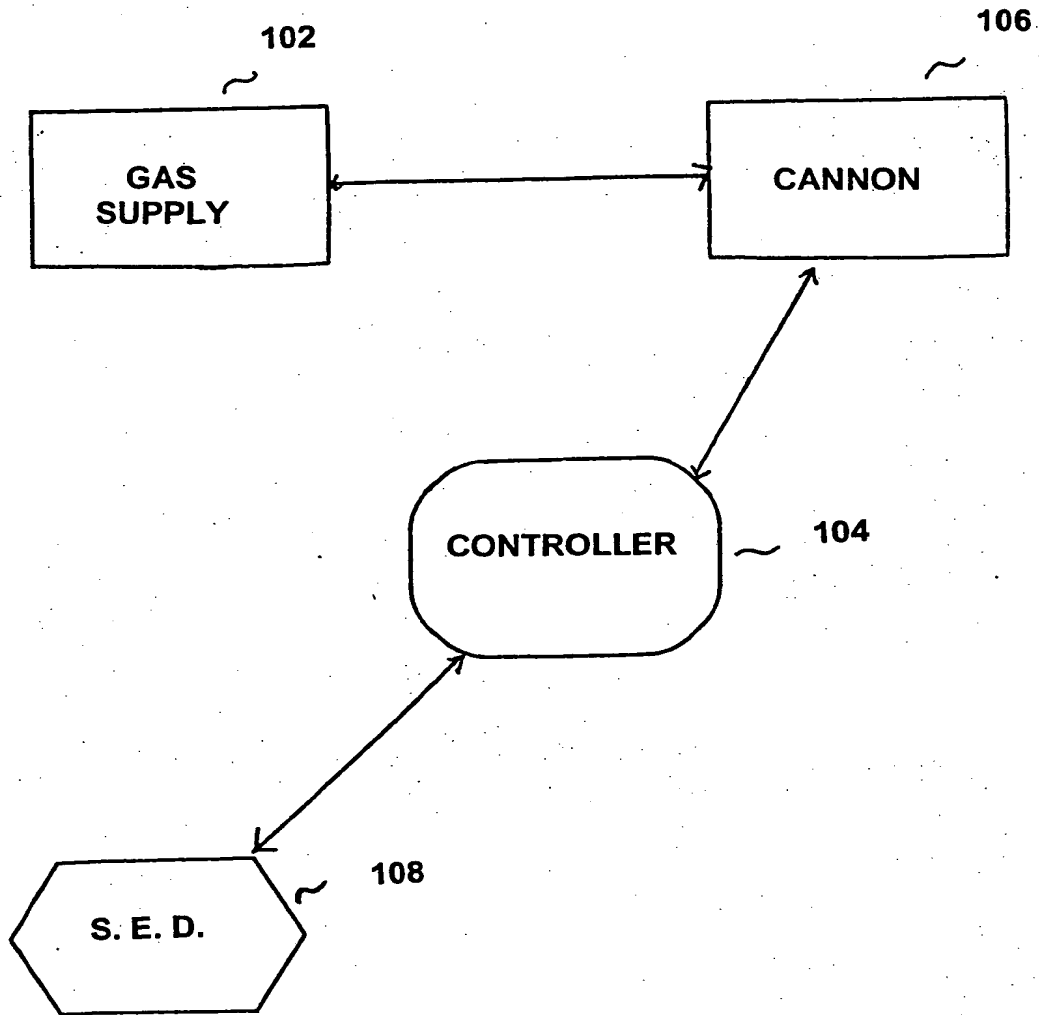 102
106
GAS
SUPPLY
CANNON
CONTROLLER
104
108
S. E. D.